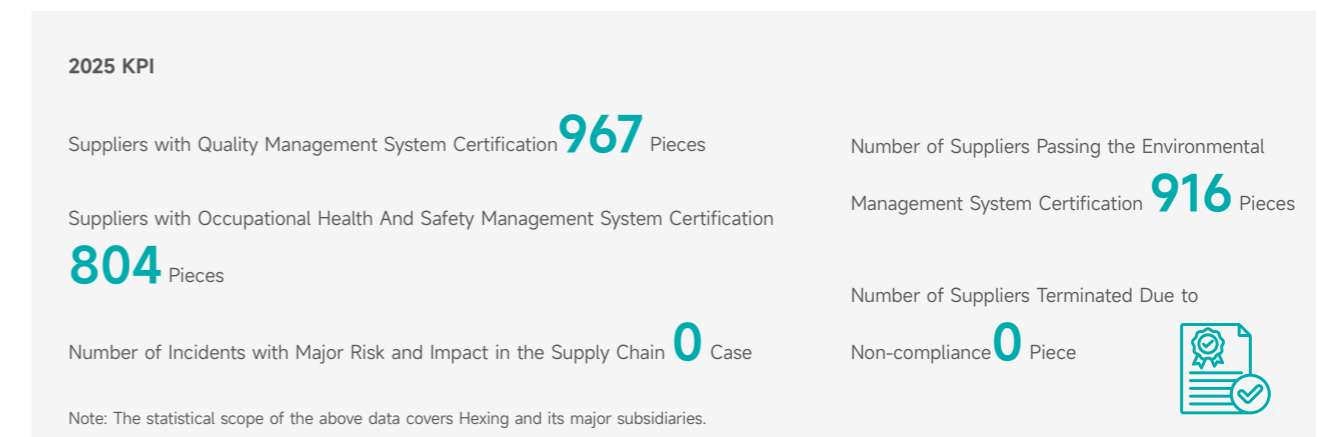 2025 KPI
Suppliers with Quality Management System Certification 967 Pieces
Suppliers with Occupational Health And Safety Management System Certification
804 Pieces
Number of Incidents with Major Risk and Impact in the Supply Chain 0 Case
Number of Suppliers Passing the Environmental
Management System Certification 916 Pieces
Number of Suppliers Terminated Due to
Non-compliance 0 Piece
Note: The statistical scope of the above data covers Hexing and its major subsidiaries.